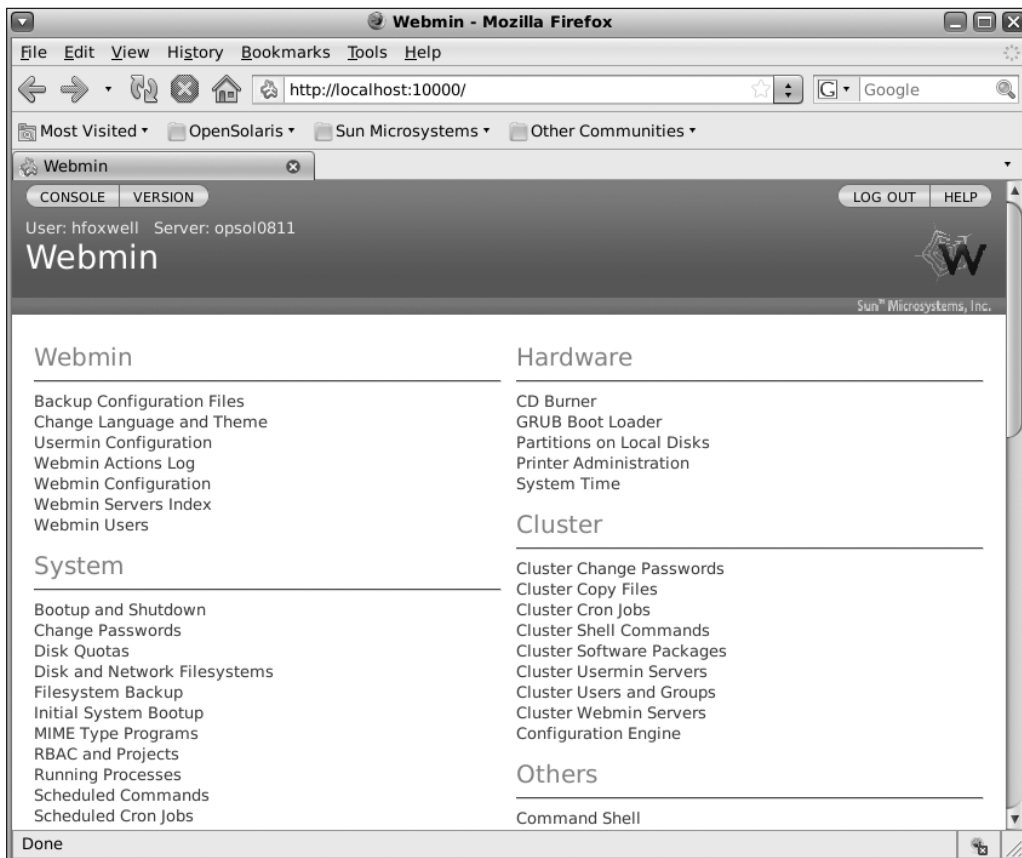 Webmin - Mozilla Firefox
File Edit View History Bookmarks Tools Help
http://localhost:10000/
G Google
Most Visited OpenSolaris Sun Microsystems Other Communities
Webmin
CONSOLE VERSION LOG OUT HELP
User: hfoxwell Server: opsol0811
Webmin
W
Sun™ Microsystems, Inc.
Webmin
Backup Configuration Files
Change Language and Theme
Usermin Configuration
Webmin Actions Log
Webmin Configuration
Webmin Servers Index
Webmin Users
System
Bootup and Shutdown
Change Passwords
Disk Quotas
Disk and Network Filesystems
Filesystem Backup
Initial System Bootup
MIME Type Programs
RBAC and Projects
Running Processes
Scheduled Commands
Scheduled Cron Jobs
Hardware
CD Burner
GRUB Boot Loader
Partitions on Local Disks
Printer Administration
System Time
Cluster
Cluster Change Passwords
Cluster Copy Files
Cluster Cron Jobs
Cluster Shell Commands
Cluster Software Packages
Cluster Usermin Servers
Cluster Users and Groups
Cluster Webmin Servers
Configuration Engine
Others
Command Shell
Done